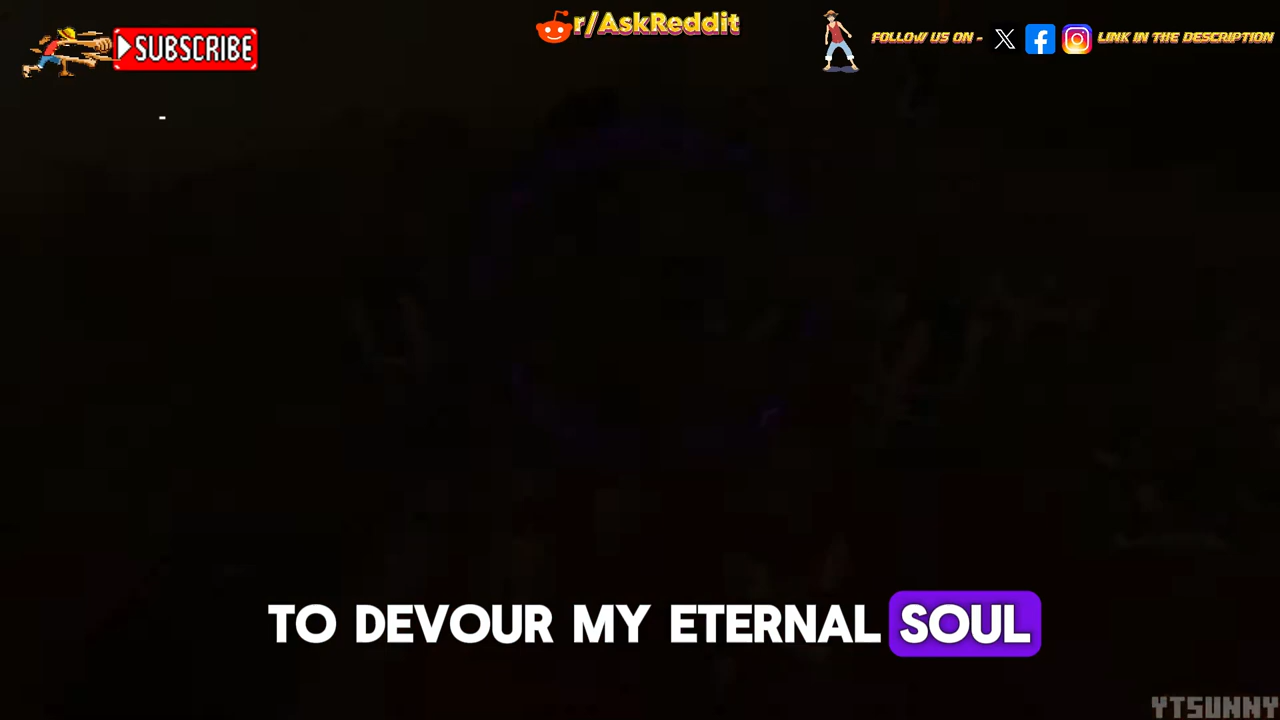 SUBSCRIBE
r/AskReddit
FOLLOW US ON -
LINK IN THE DESCRIPTION
-
TO DEVOUR MY ETERNAL SOUL
YTSUNNY